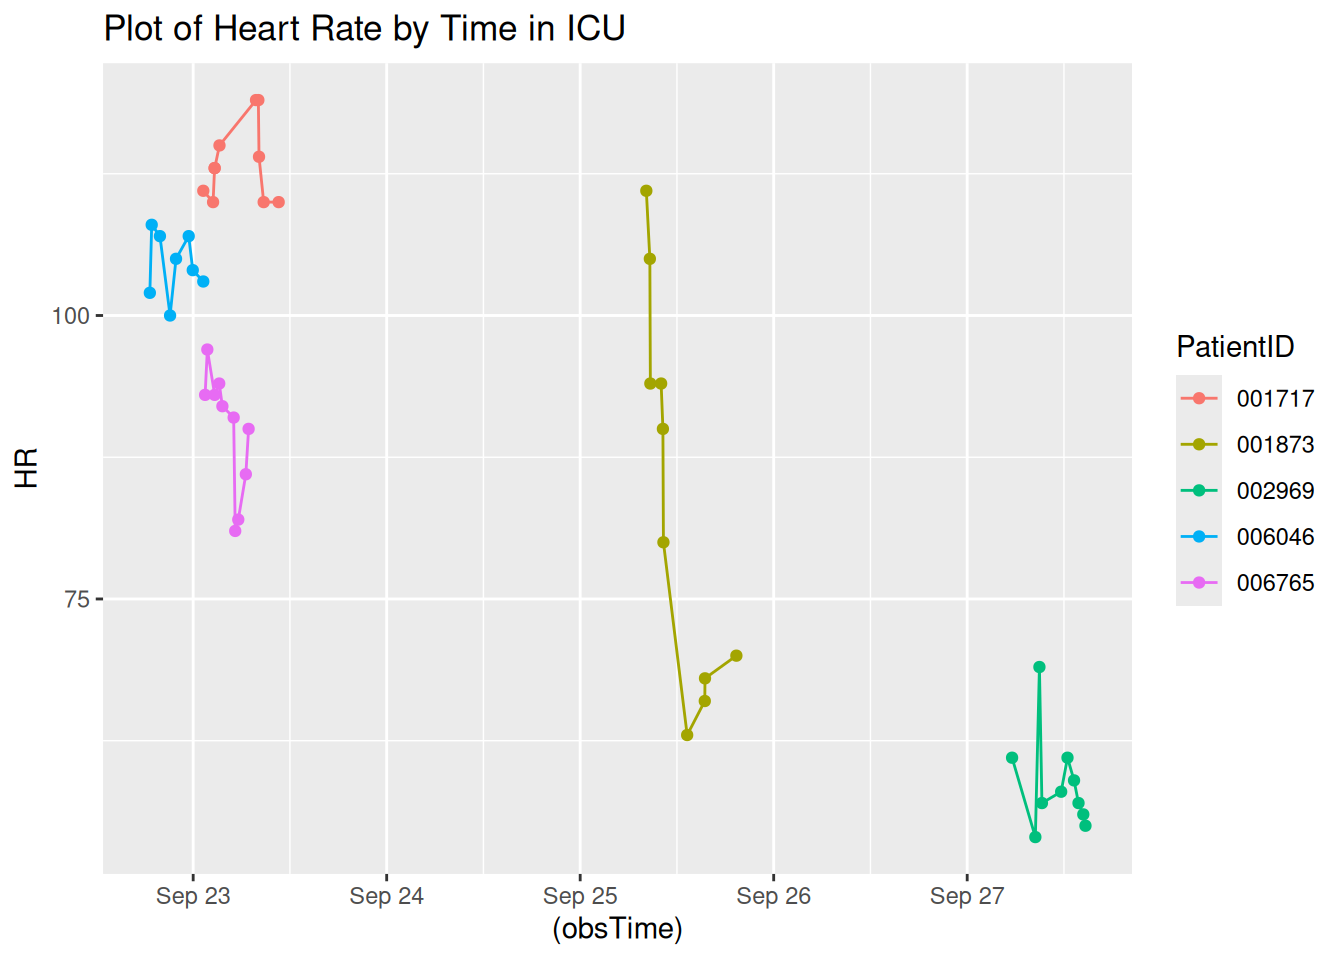 Plot of Heart Rate by Time in ICU
HR
100
75
Sep 23
Sep 24
Sep 25
Sep 26
Sep 27
(obsTime)
PatientID
001717
001873
002969
006046
006765